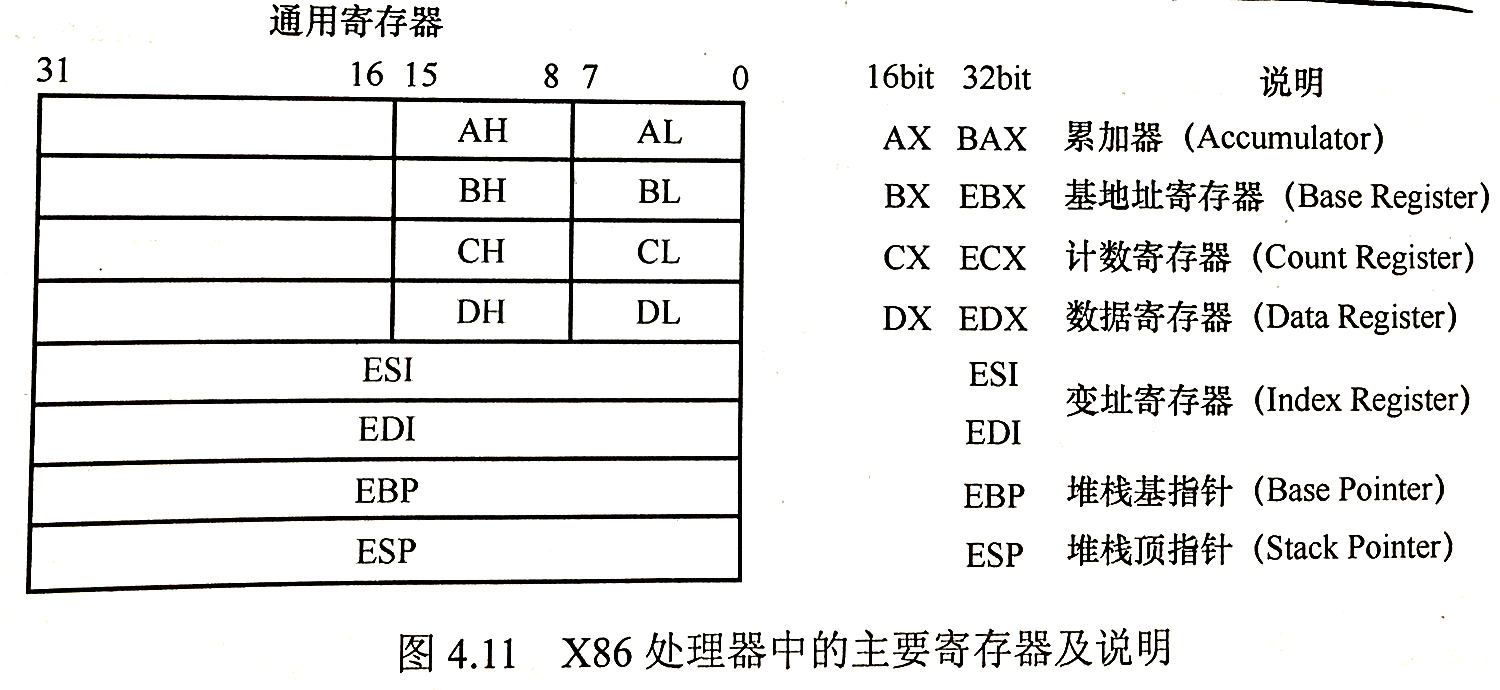 通用寄存器
31 16 15 8 7 0 16bit 32bit 说明
AH AL AX BAX 累加器（Accumulator）
BH BL BX EBX 基地址寄存器（Base Register）
CH CL CX ECX 计数寄存器（Count Register）
DH DL DX EDX 数据寄存器（Data Register）
ESI ESI
变址寄存器（Index Register）
EDI EDI
EBP EBP 堆栈基指针（Base Pointer）
ESP ESP 堆栈顶指针（Stack Pointer）
图 4.11 X86 处理器中的主要寄存器及说明